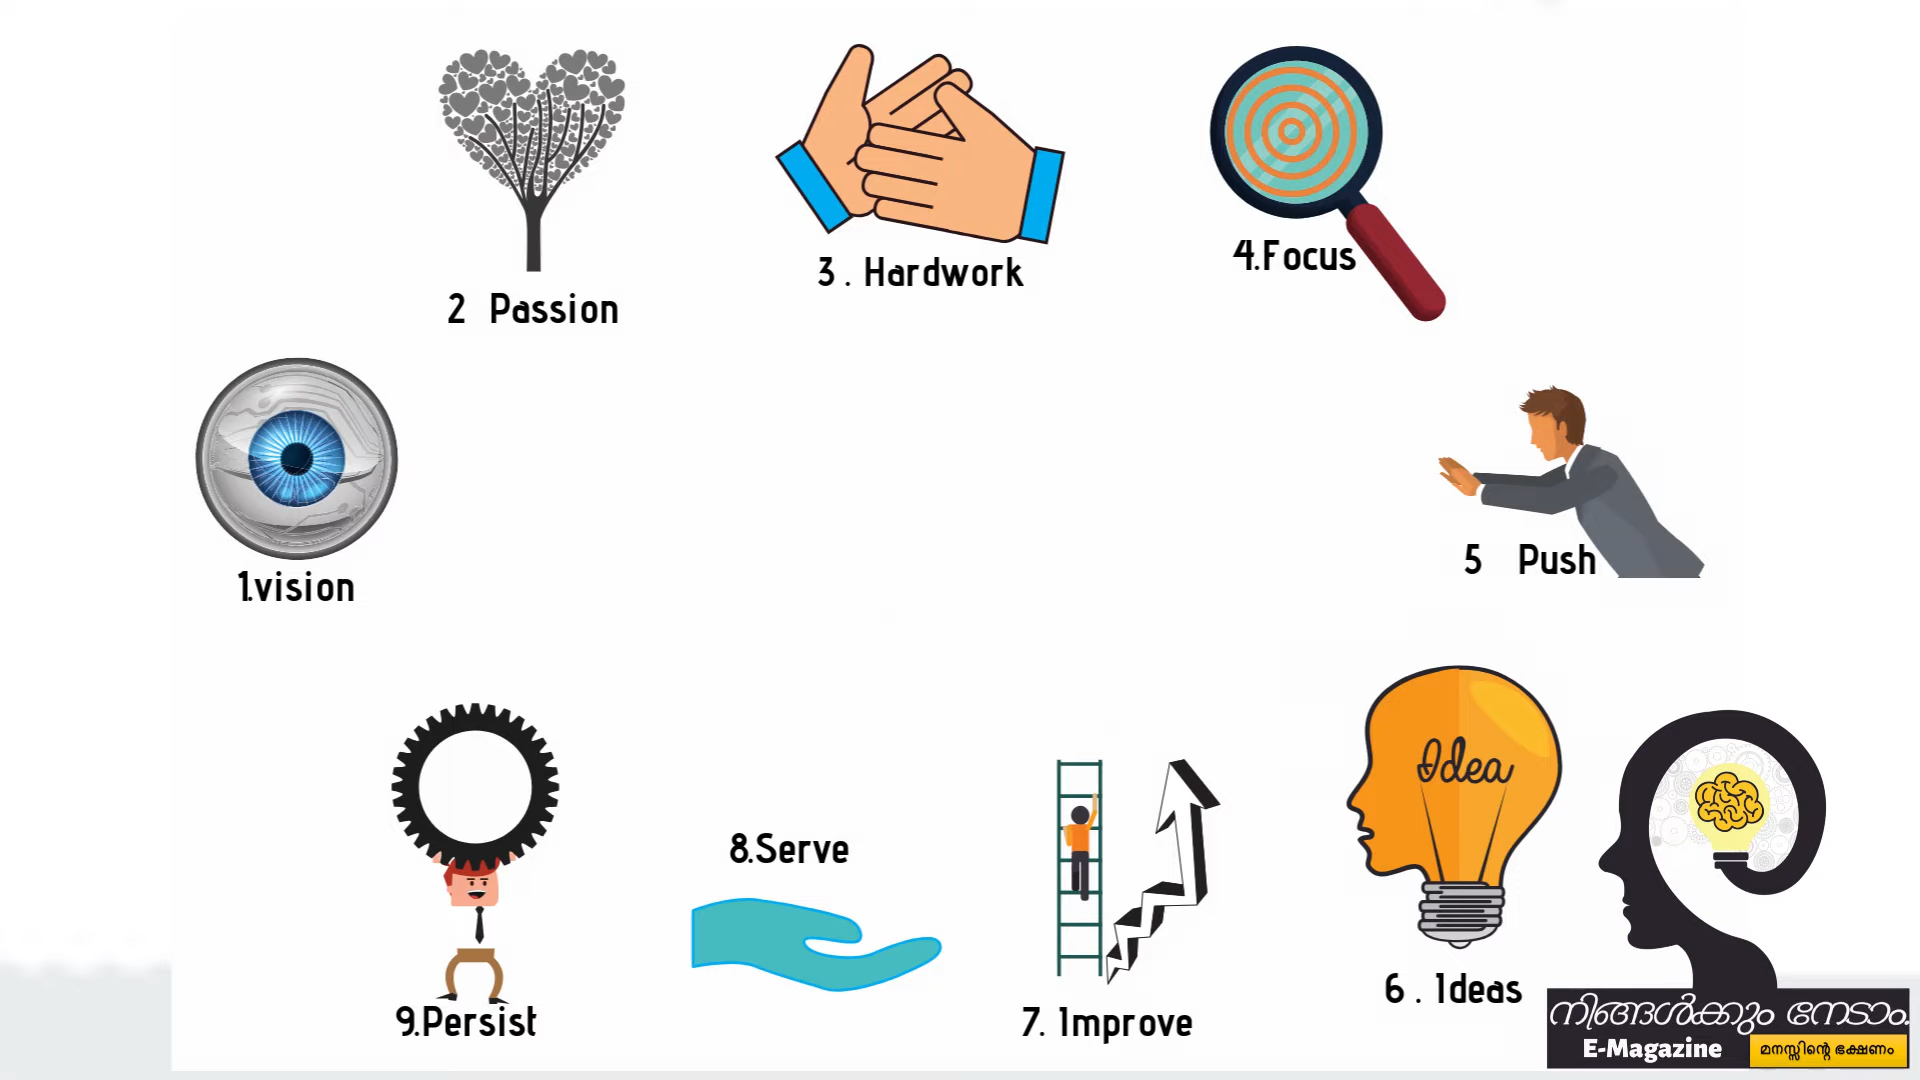 2 Passion
3 . Hardwork
4.Focus
1.vision
5 Push
Idea
8.Serve
9.Persist
7. Improve
6 . Ideas
നിങ്ങൾക്കും നേടാം.
E-Magazine
മനസ്സിന്റെ ഭക്ഷണം